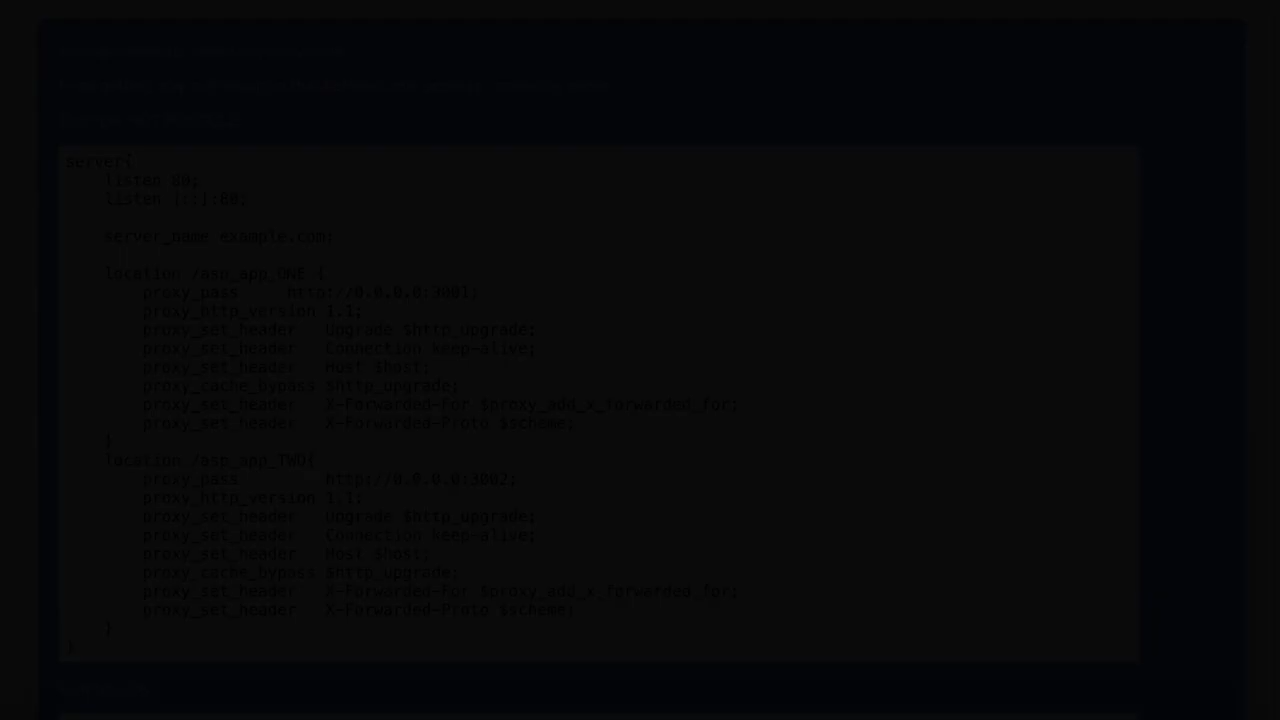 server{
listen 80;
listen [::]:80;
server_name example.com;
location /asp_app_ONE {
proxy_pass http://0.0.0.0:3001;
proxy_http_version 1.1;
proxy_set_header Upgrade $http_upgrade;
proxy_set_header Connection keep-alive;
proxy_set_header Host $host;
proxy_cache_bypass $http_upgrade;
proxy_set_header X-Forwarded-For $proxy_add_x_forwarded_for;
proxy_set_header X-Forwarded-Proto $scheme;
}
location /asp_app_TWO{
proxy_pass http://0.0.0.0:3002;
proxy_http_version 1.1;
proxy_set_header Upgrade $http_upgrade;
proxy_set_header Connection keep-alive;
proxy_set_header Host $host;
proxy_cache_bypass $http_upgrade;
proxy_set_header X-Forwarded-For $proxy_add_x_forwarded_for;
proxy_set_header X-Forwarded-Proto $scheme;
}
}